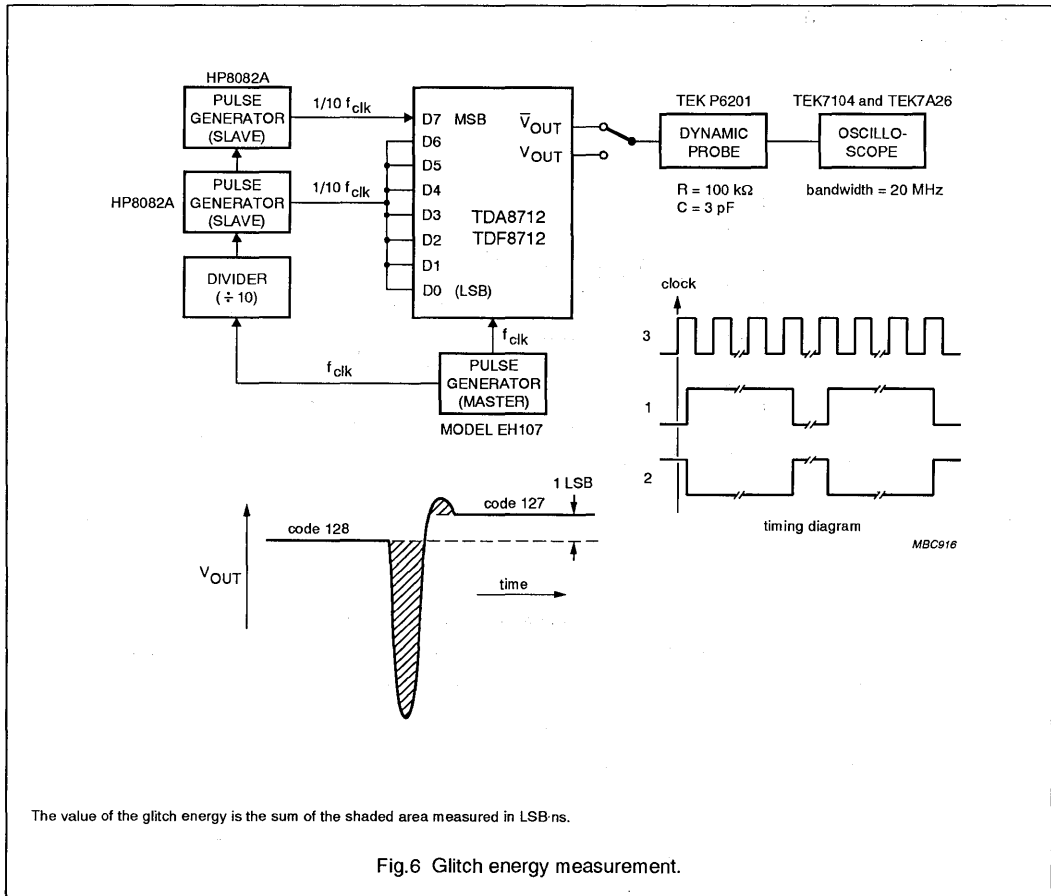 HP8082A
PULSE
GENERATOR
(SLAVE)
1/10 fclk
HP8082A
PULSE
GENERATOR
(SLAVE)
1/10 fclk
DIVIDER
(÷ 10)
fclk
D7 MSB
D6
D5
D4
D3
D2
D1
D0 (LSB)
TDA8712
TDF8712
V̅OUT
VOUT
fclk
PULSE
GENERATOR
(MASTER)
MODEL EH107
TEK P6201
DYNAMIC
PROBE
R = 100 kΩ
C = 3 pF
TEK7104 and TEK7A26
OSCILLO-
SCOPE
bandwidth = 20 MHz
clock
3
1
2
timing diagram
MBC916
1 LSB
code 127
code 128
VOUT
time
The value of the glitch energy is the sum of the shaded area measured in LSB·ns.
Fig.6 Glitch energy measurement.